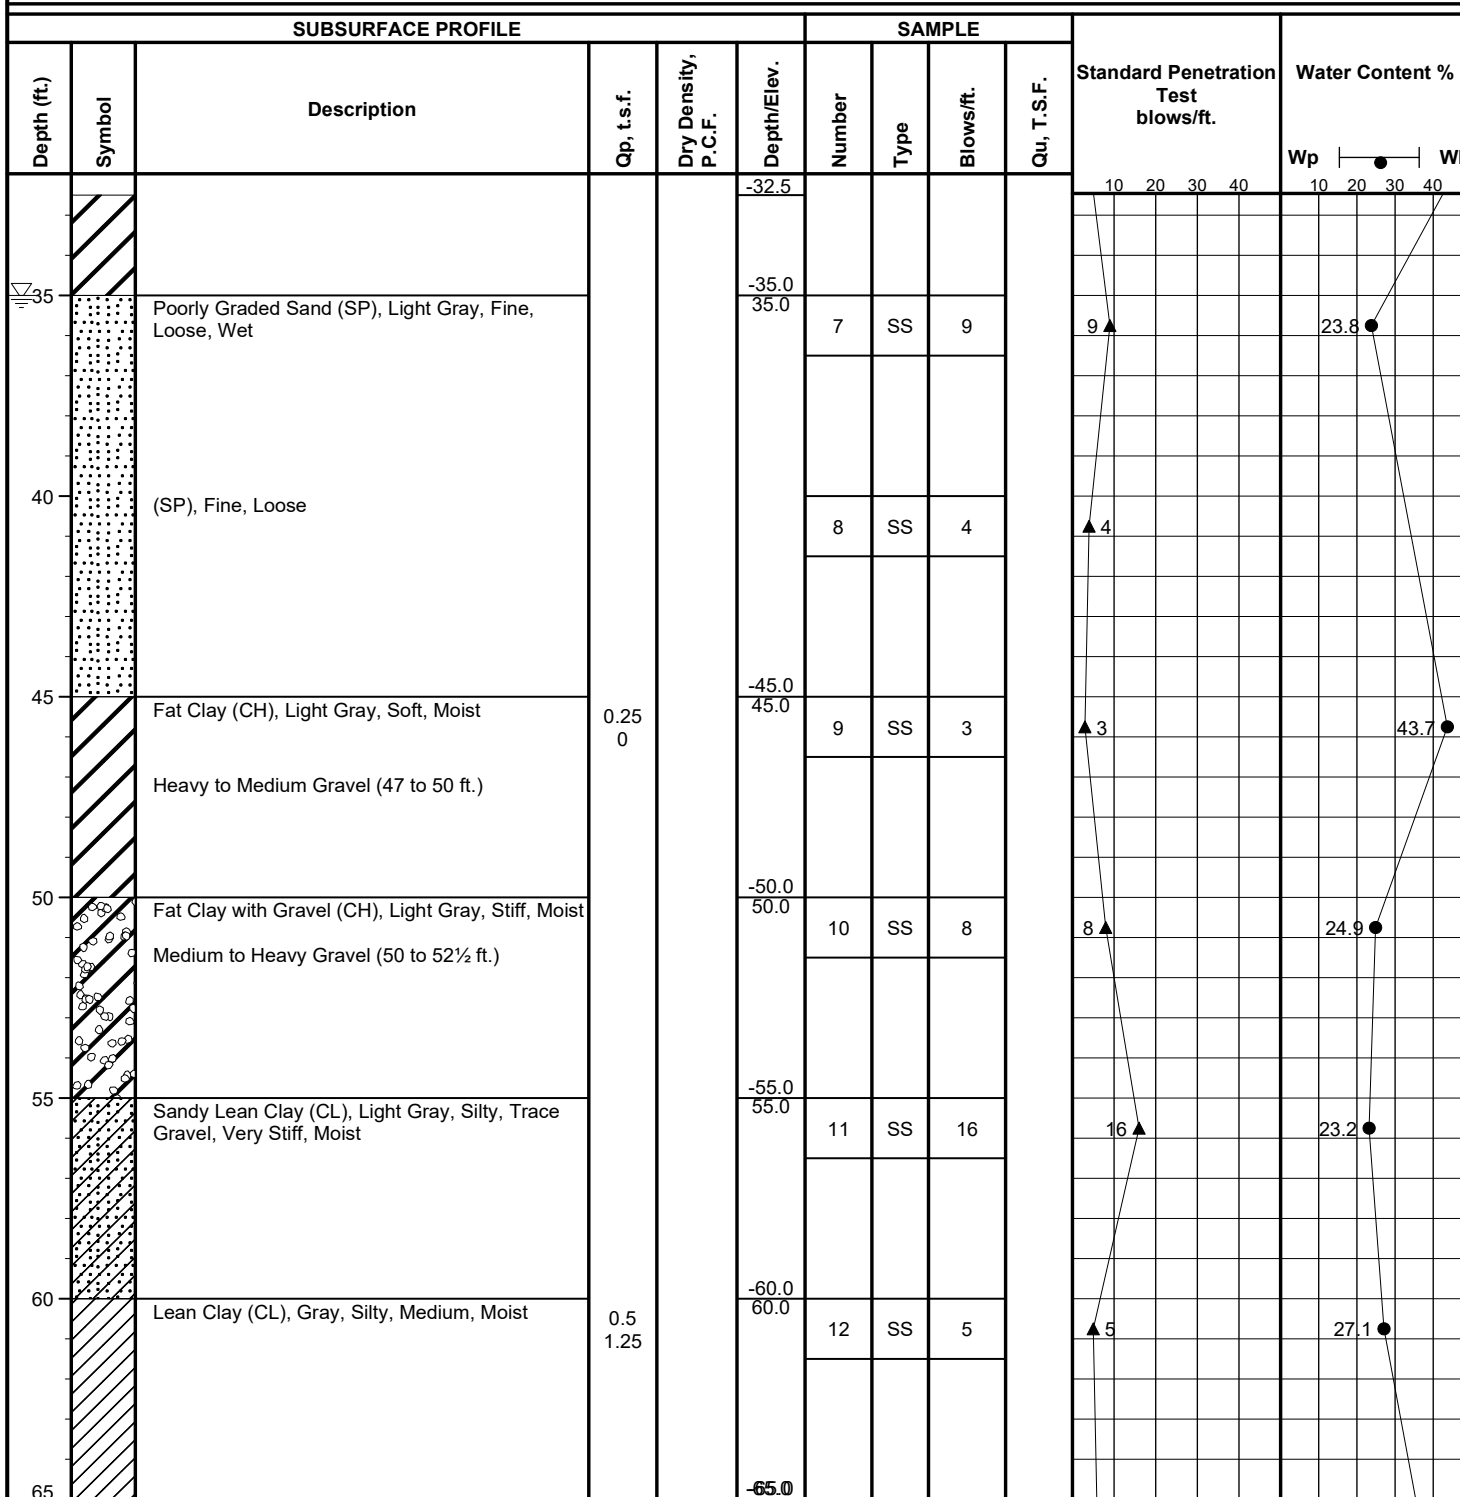 SUBSURFACE PROFILE SAMPLE
Depth (ft.) Symbol Description Qp, t.s.f. Dry Density, P.C.F. Depth/Elev. Number Type Blows/ft. Qu, T.S.F. Standard Penetration Test blows/ft. Water Content %
Wp
10 20 30 40 10 20 30 40
-32.5
35 -35.0
35.0
Poorly Graded Sand (SP), Light Gray, Fine,
Loose, Wet
7 SS 9 9 23.8
40
(SP), Fine, Loose
8 SS 4 4
45 -45.0
45.0
Fat Clay (CH), Light Gray, Soft, Moist
0.25
0
9 SS 3 3 43.7
Heavy to Medium Gravel (47 to 50 ft.)
50 -50.0
50.0
Fat Clay with Gravel (CH), Light Gray, Stiff, Moist
10 SS 8 8 24.9
Medium to Heavy Gravel (50 to 52½ ft.)
55 -55.0
55.0
Sandy Lean Clay (CL), Light Gray, Silty, Trace
Gravel, Very Stiff, Moist
11 SS 16 16 23.2
60 -60.0
60.0
Lean Clay (CL), Gray, Silty, Medium, Moist
0.5
1.25
12 SS 5 5 27.1
65